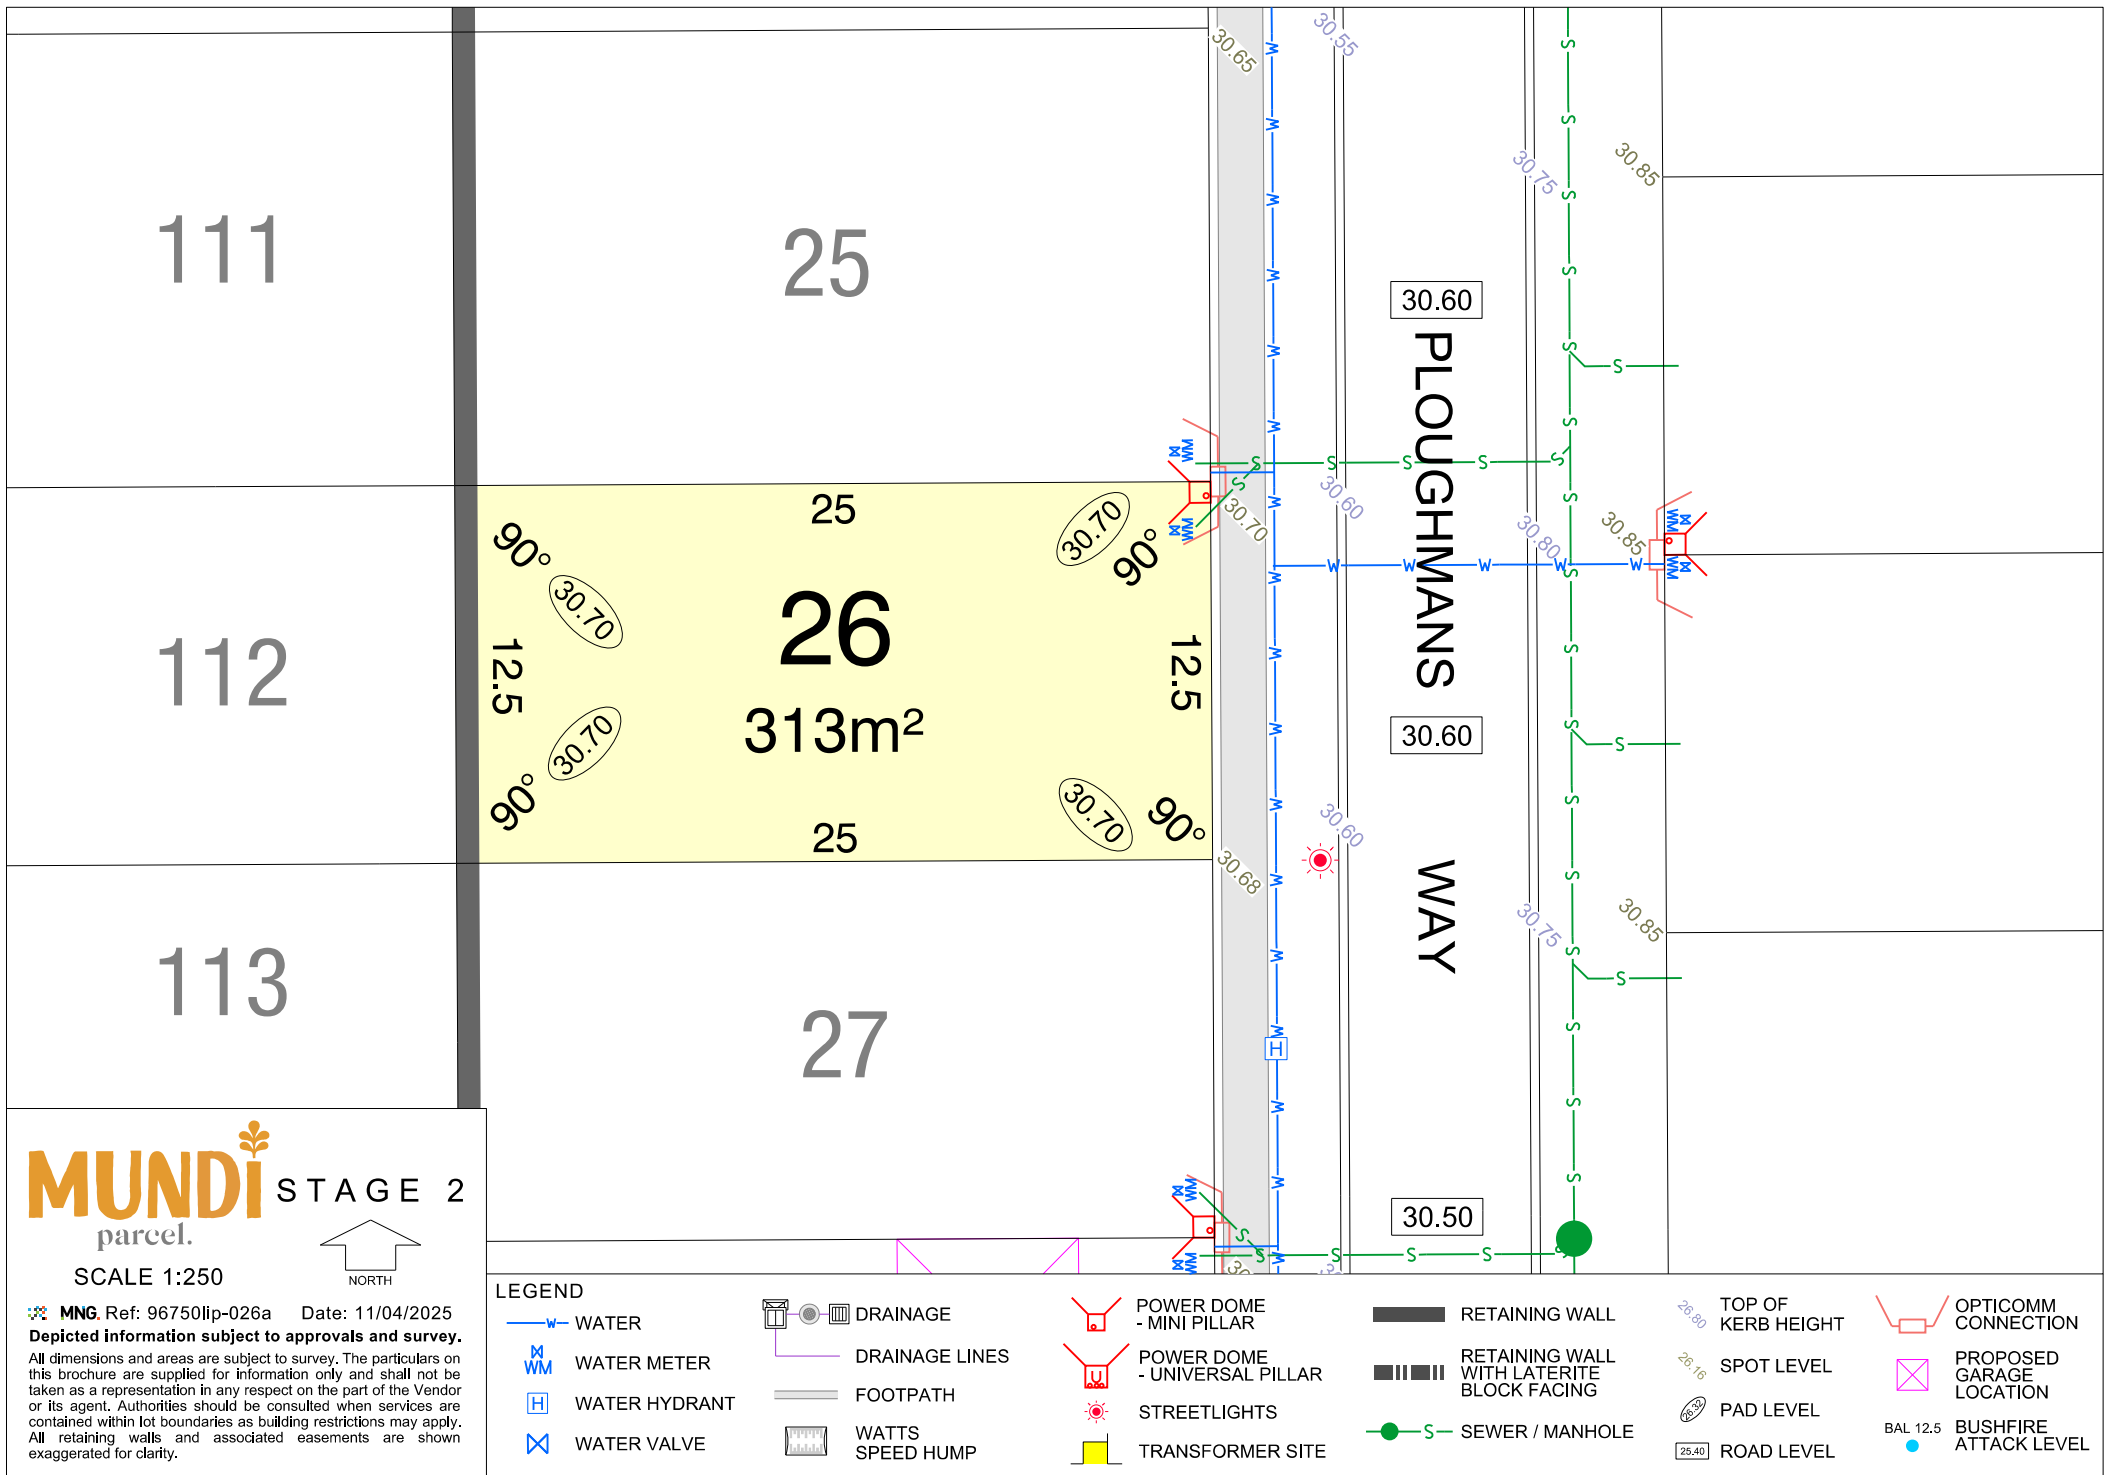 30.65
30.55
30.75
30.85
111
25
30.60
PLOUGHMANS
WAY
25
30.70
90°
90°
30.70
30.70
30.60
30.80
30.85
26
12.5
12.5
112
313m²
30.70
90°
25
30.70
90°
30.60
30.60
30.68
30.75
30.85
113
27
H
30.50
MUNDi
parcel.
STAGE 2
NORTH
SCALE 1:250
MNG. Ref: 96750lip-026a Date: 11/04/2025
Depicted information subject to approvals and survey.
All dimensions and areas are subject to survey. The particulars on
this brochure are supplied for information only and shall not be
taken as a representation in any respect on the part of the Vendor
or its agent. Authorities should be consulted when services are
contained within lot boundaries as building restrictions may apply.
All retaining walls and associated easements are shown
exaggerated for clarity.
LEGEND
W WATER
WM WATER METER
H WATER HYDRANT
WATER VALVE
DRAINAGE
DRAINAGE LINES
FOOTPATH
WATTS
SPEED HUMP
POWER DOME
- MINI PILLAR
POWER DOME
- UNIVERSAL PILLAR
STREETLIGHTS
TRANSFORMER SITE
RETAINING WALL
RETAINING WALL
WITH LATERITE
BLOCK FACING
S SEWER / MANHOLE
26.80 TOP OF
KERB HEIGHT
26.16 SPOT LEVEL
26.32 PAD LEVEL
25.40 ROAD LEVEL
OPTICOMM
CONNECTION
PROPOSED
GARAGE
LOCATION
BAL 12.5 BUSHFIRE
ATTACK LEVEL